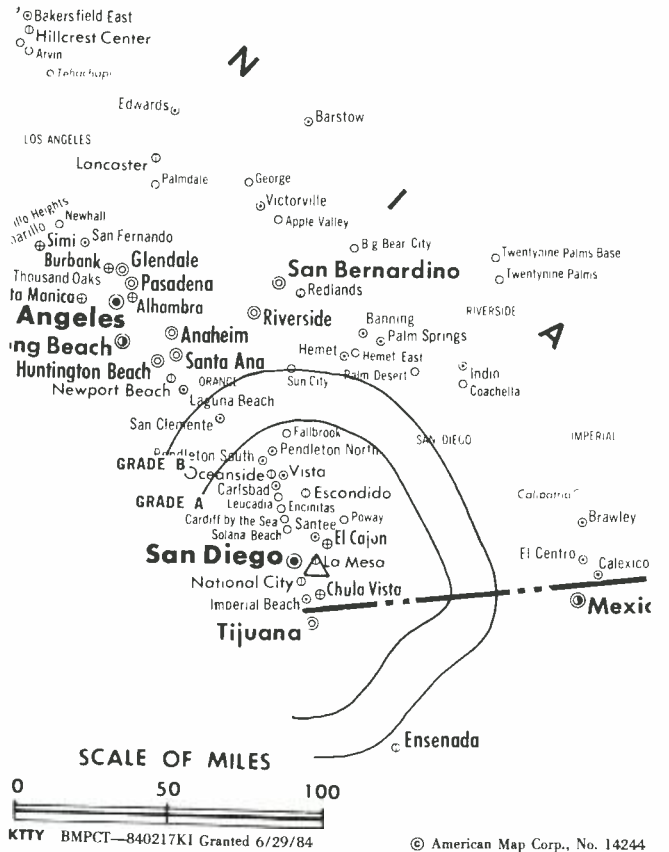 Bakersfield East
Hillcrest Center
Arvin
N
Edwards
Barstow
LOS ANGELES
Lancaster
Palmdale
George
Victorville
Apple Valley
I
Heights
Newhall
Simi
San Fernando
Big Bear City
Burbank
Glendale
Twentynine Palms Base
Thousand Oaks
Pasadena
San Bernardino
Twentynine Palms
ta Monica
Alhambra
Redlands
Angeles
Riverside
RIVERSIDE
Banning
A
ng Beach
Anaheim
Palm Springs
Santa Ana
Hemet
Hemet East
Huntington Beach
ORANGE
Sun City
Palm Desert
Indio
Newport Beach
Coachella
Laguna Beach
San Clemente
Fallbrook
SAN DIEGO
IMPERIAL
Pendleton South
Pendleton North
GRADE B
Oceanside
Vista
Carlsbad
Escondido
GRADE A
Leucadia
Encinitas
Calipatria
Cardiff by the Sea
Santee
Poway
Brawley
Solana Beach
El Cajon
San Diego
La Mesa
El Centro
Calexico
National City
Chula Vista
Imperial Beach
Mexic
Tijuana
Ensenada
SCALE OF MILES
0 50 100
KTTY BMPCT—840217KI Granted 6/29/84
© American Map Corp., No. 14244